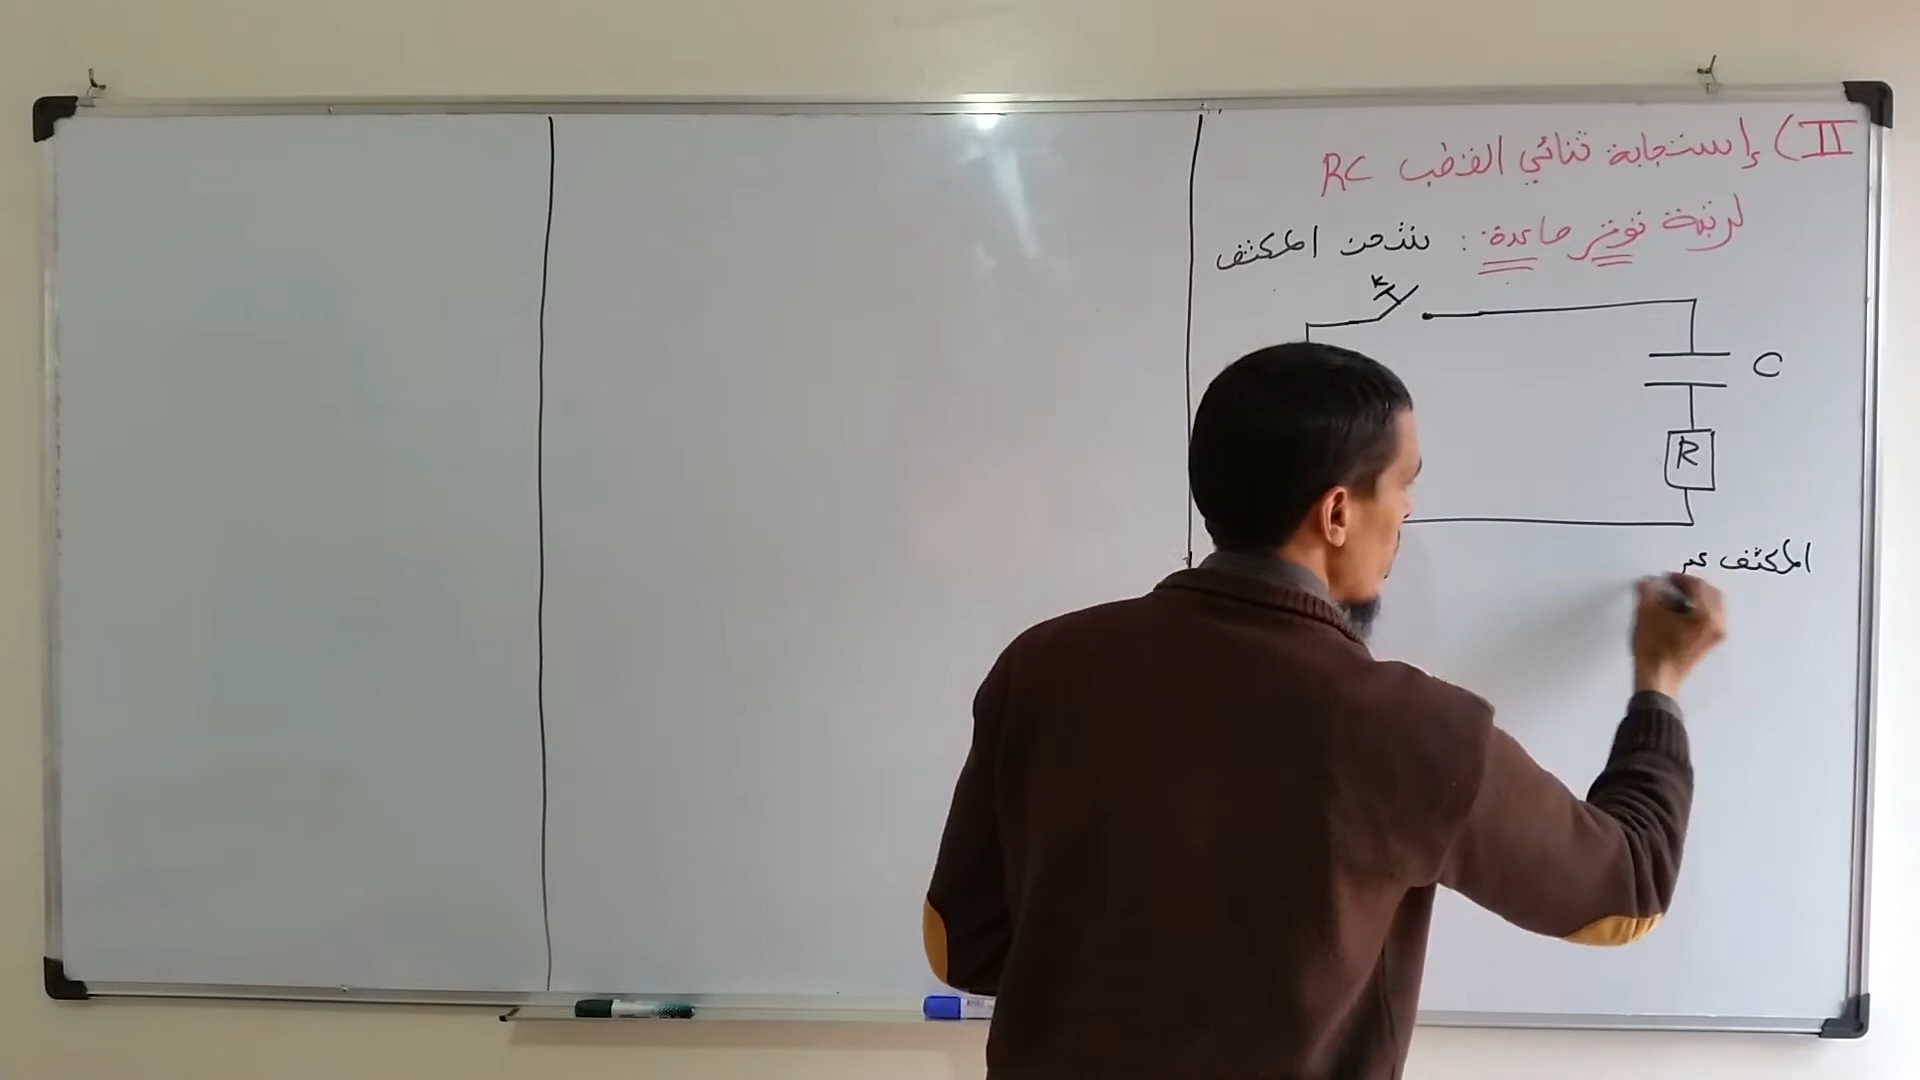 II) إستجابة ثنائي القطب RC
لرتبة توتر صاعدة: شحن المكثف
K
C
R
المكثف غير